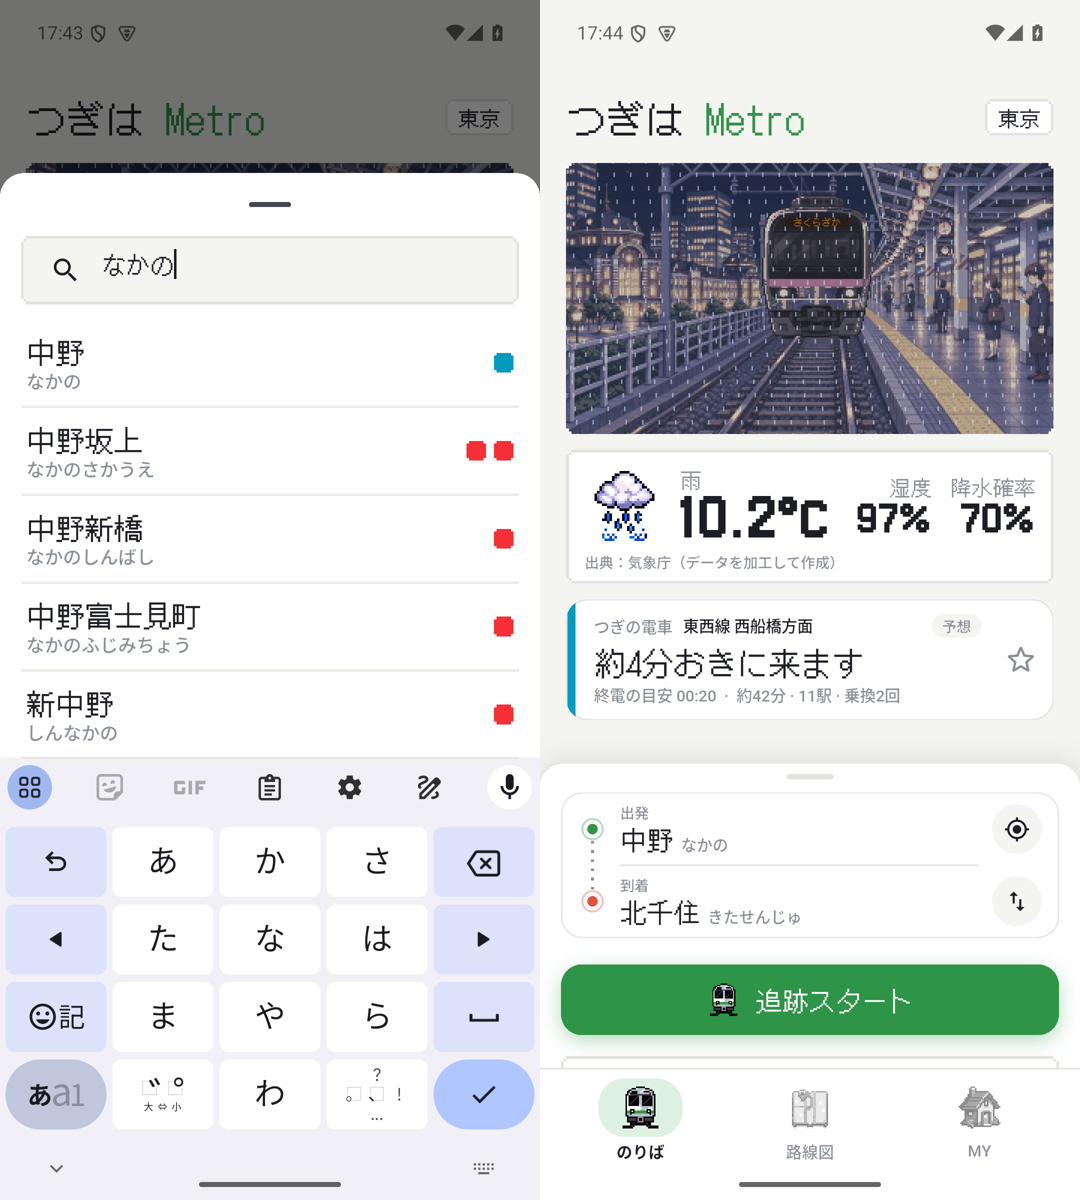 17:43
つぎは Metro
東京
なかの
中野
なかの
中野坂上
なかのさかうえ
中野新橋
なかのしんばし
中野富士見町
なかのふじみちょう
新中野
しんなかの
GIF
あ
か
さ
た
な
は
記
ま
や
ら
あa1
大⇔小
わ
。、?!…
17:44
つぎは Metro
東京
さくらざか
雨
10.2℃
湿度
97%
降水確率
70%
出典:気象庁(データを加工して作成)
つぎの電車 東西線 西船橋方面
予想
約4分おきに来ます
終電の目安 00:20 · 約42分 · 11駅 · 乗換2回
出発
中野 なかの
到着
北千住 きたせんじゅ
追跡スタート
のりば
路線図
MY